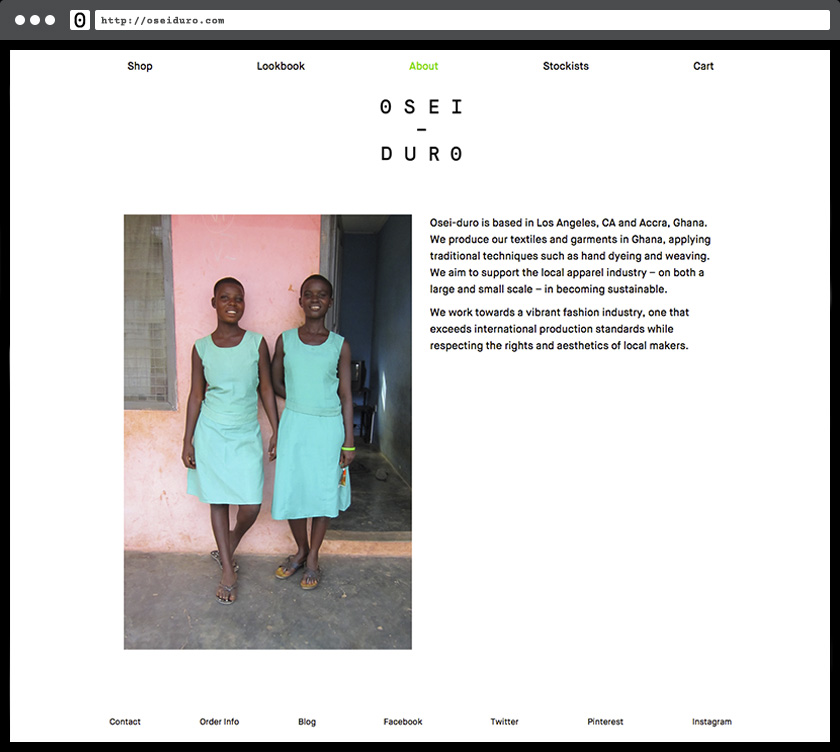 0
http://oseiduro.com
Shop Lookbook About Stockists Cart
0SEI
–
DUR0
Osei-duro is based in Los Angeles, CA and Accra, Ghana.
We produce our textiles and garments in Ghana, applying
traditional techniques such as hand dyeing and weaving.
We aim to support the local apparel industry – on both a
large and small scale – in becoming sustainable.
We work towards a vibrant fashion industry, one that
exceeds international production standards while
respecting the rights and aesthetics of local makers.
Contact Order Info Blog Facebook Twitter Pinterest Instagram